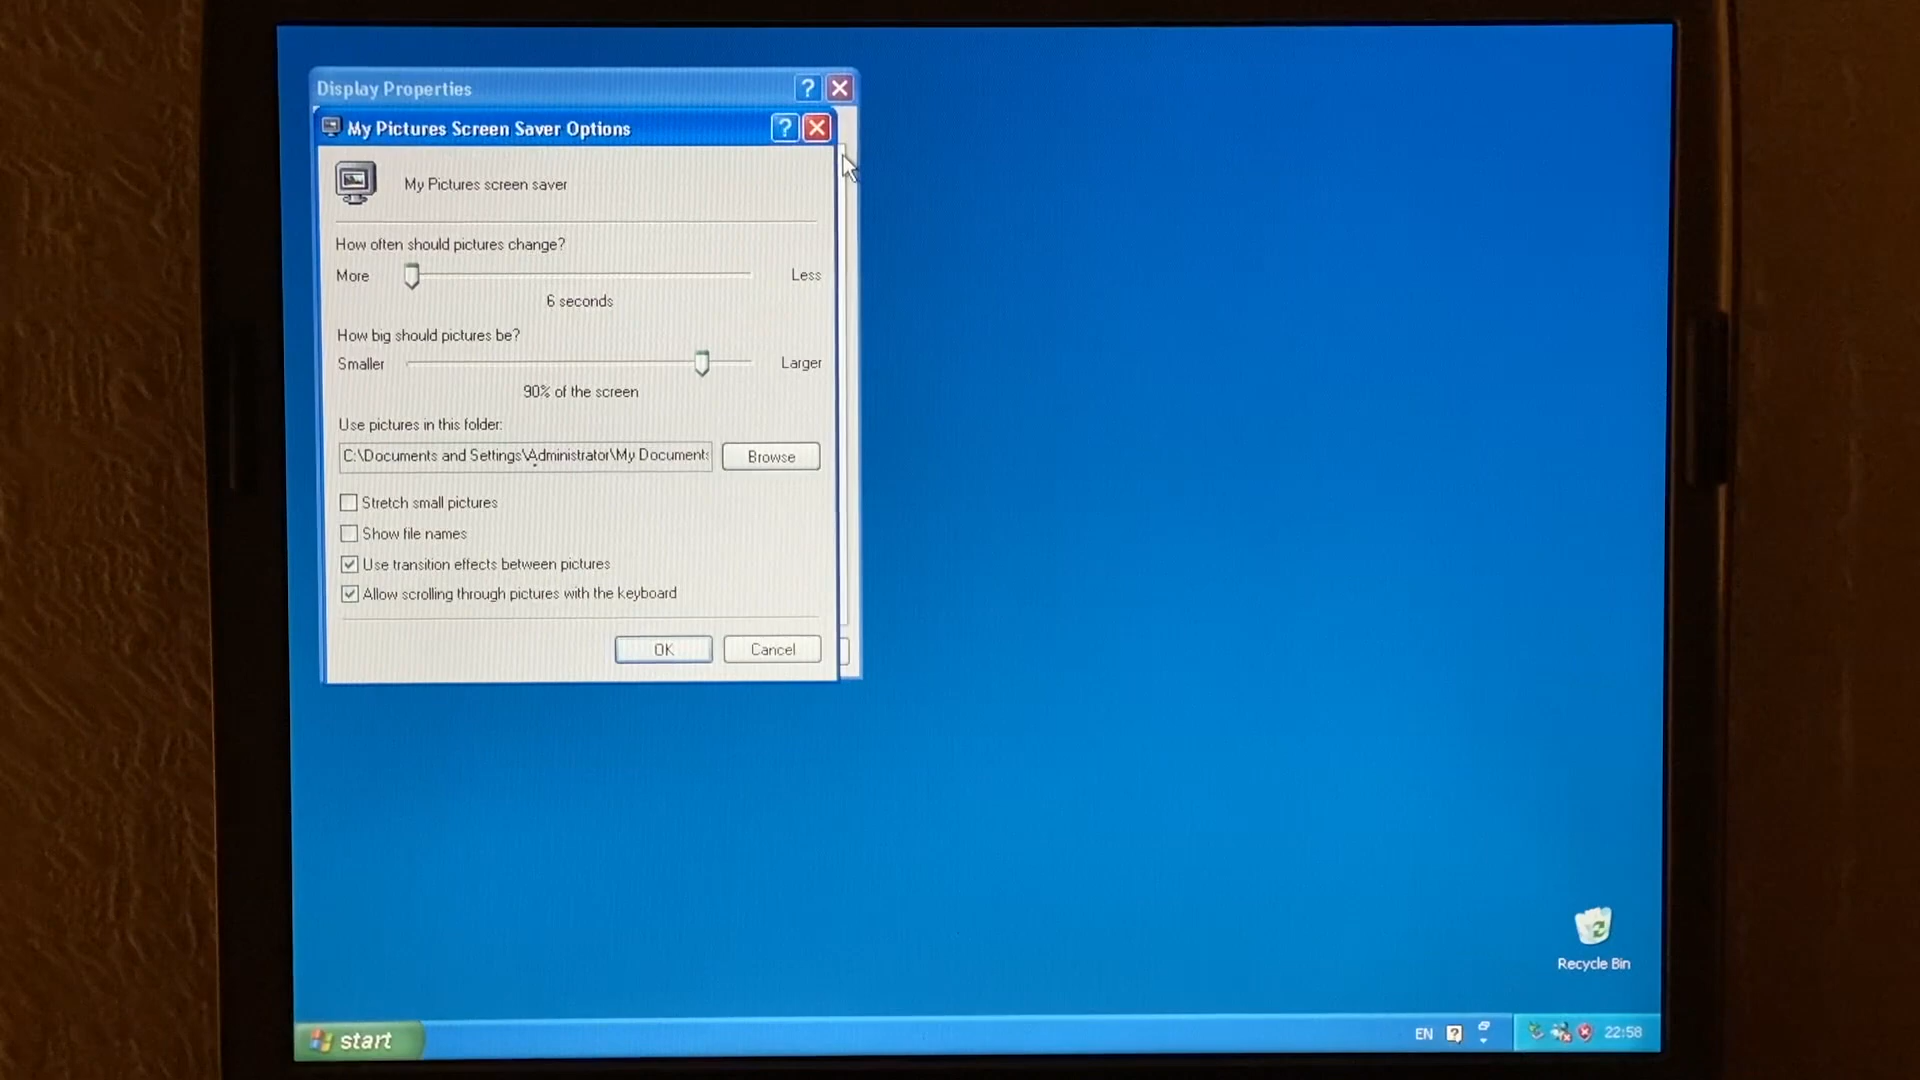 Display Properties
My Pictures Screen Saver Options
My Pictures screen saver
How often should pictures change?
More
Less
6 seconds
How big should pictures be?
Smaller
Larger
90% of the screen
Use pictures in this folder:
C:\Documents and Settings\Administrator\My Documents
Browse
Stretch small pictures
Show file names
Use transition effects between pictures
Allow scrolling through pictures with the keyboard
OK
Cancel
Recycle Bin
start
EN
22:58